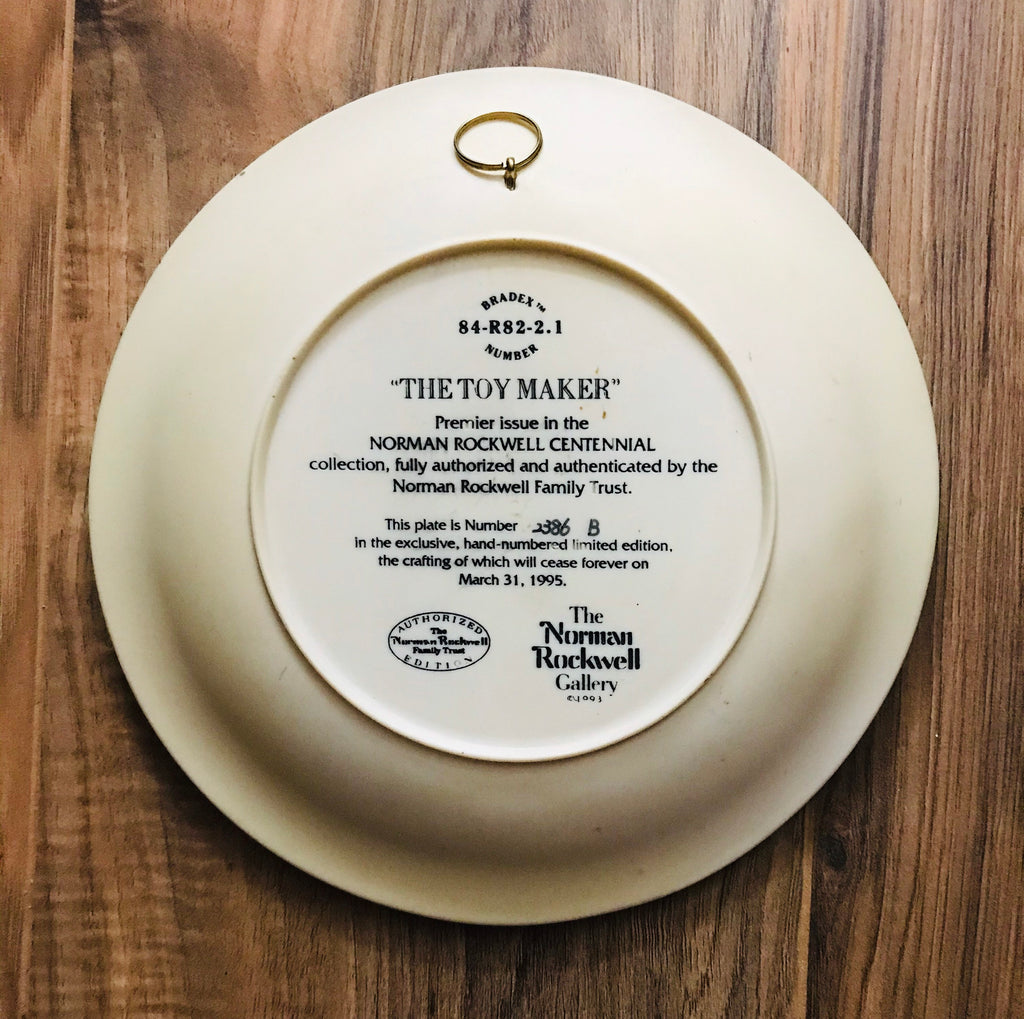 BRADEX™
84-R82-2.1
NUMBER
“THE TOY MAKER”
Premier issue in the
NORMAN ROCKWELL CENTENNIAL
collection, fully authorized and authenticated by the
Norman Rockwell Family Trust.
This plate is Number 2386 B
in the exclusive, hand-numbered limited edition,
the crafting of which will cease forever on
March 31, 1995.
AUTHORIZED
The
Norman Rockwell
Family Trust
EDITION
The
Norman
Rockwell
Gallery